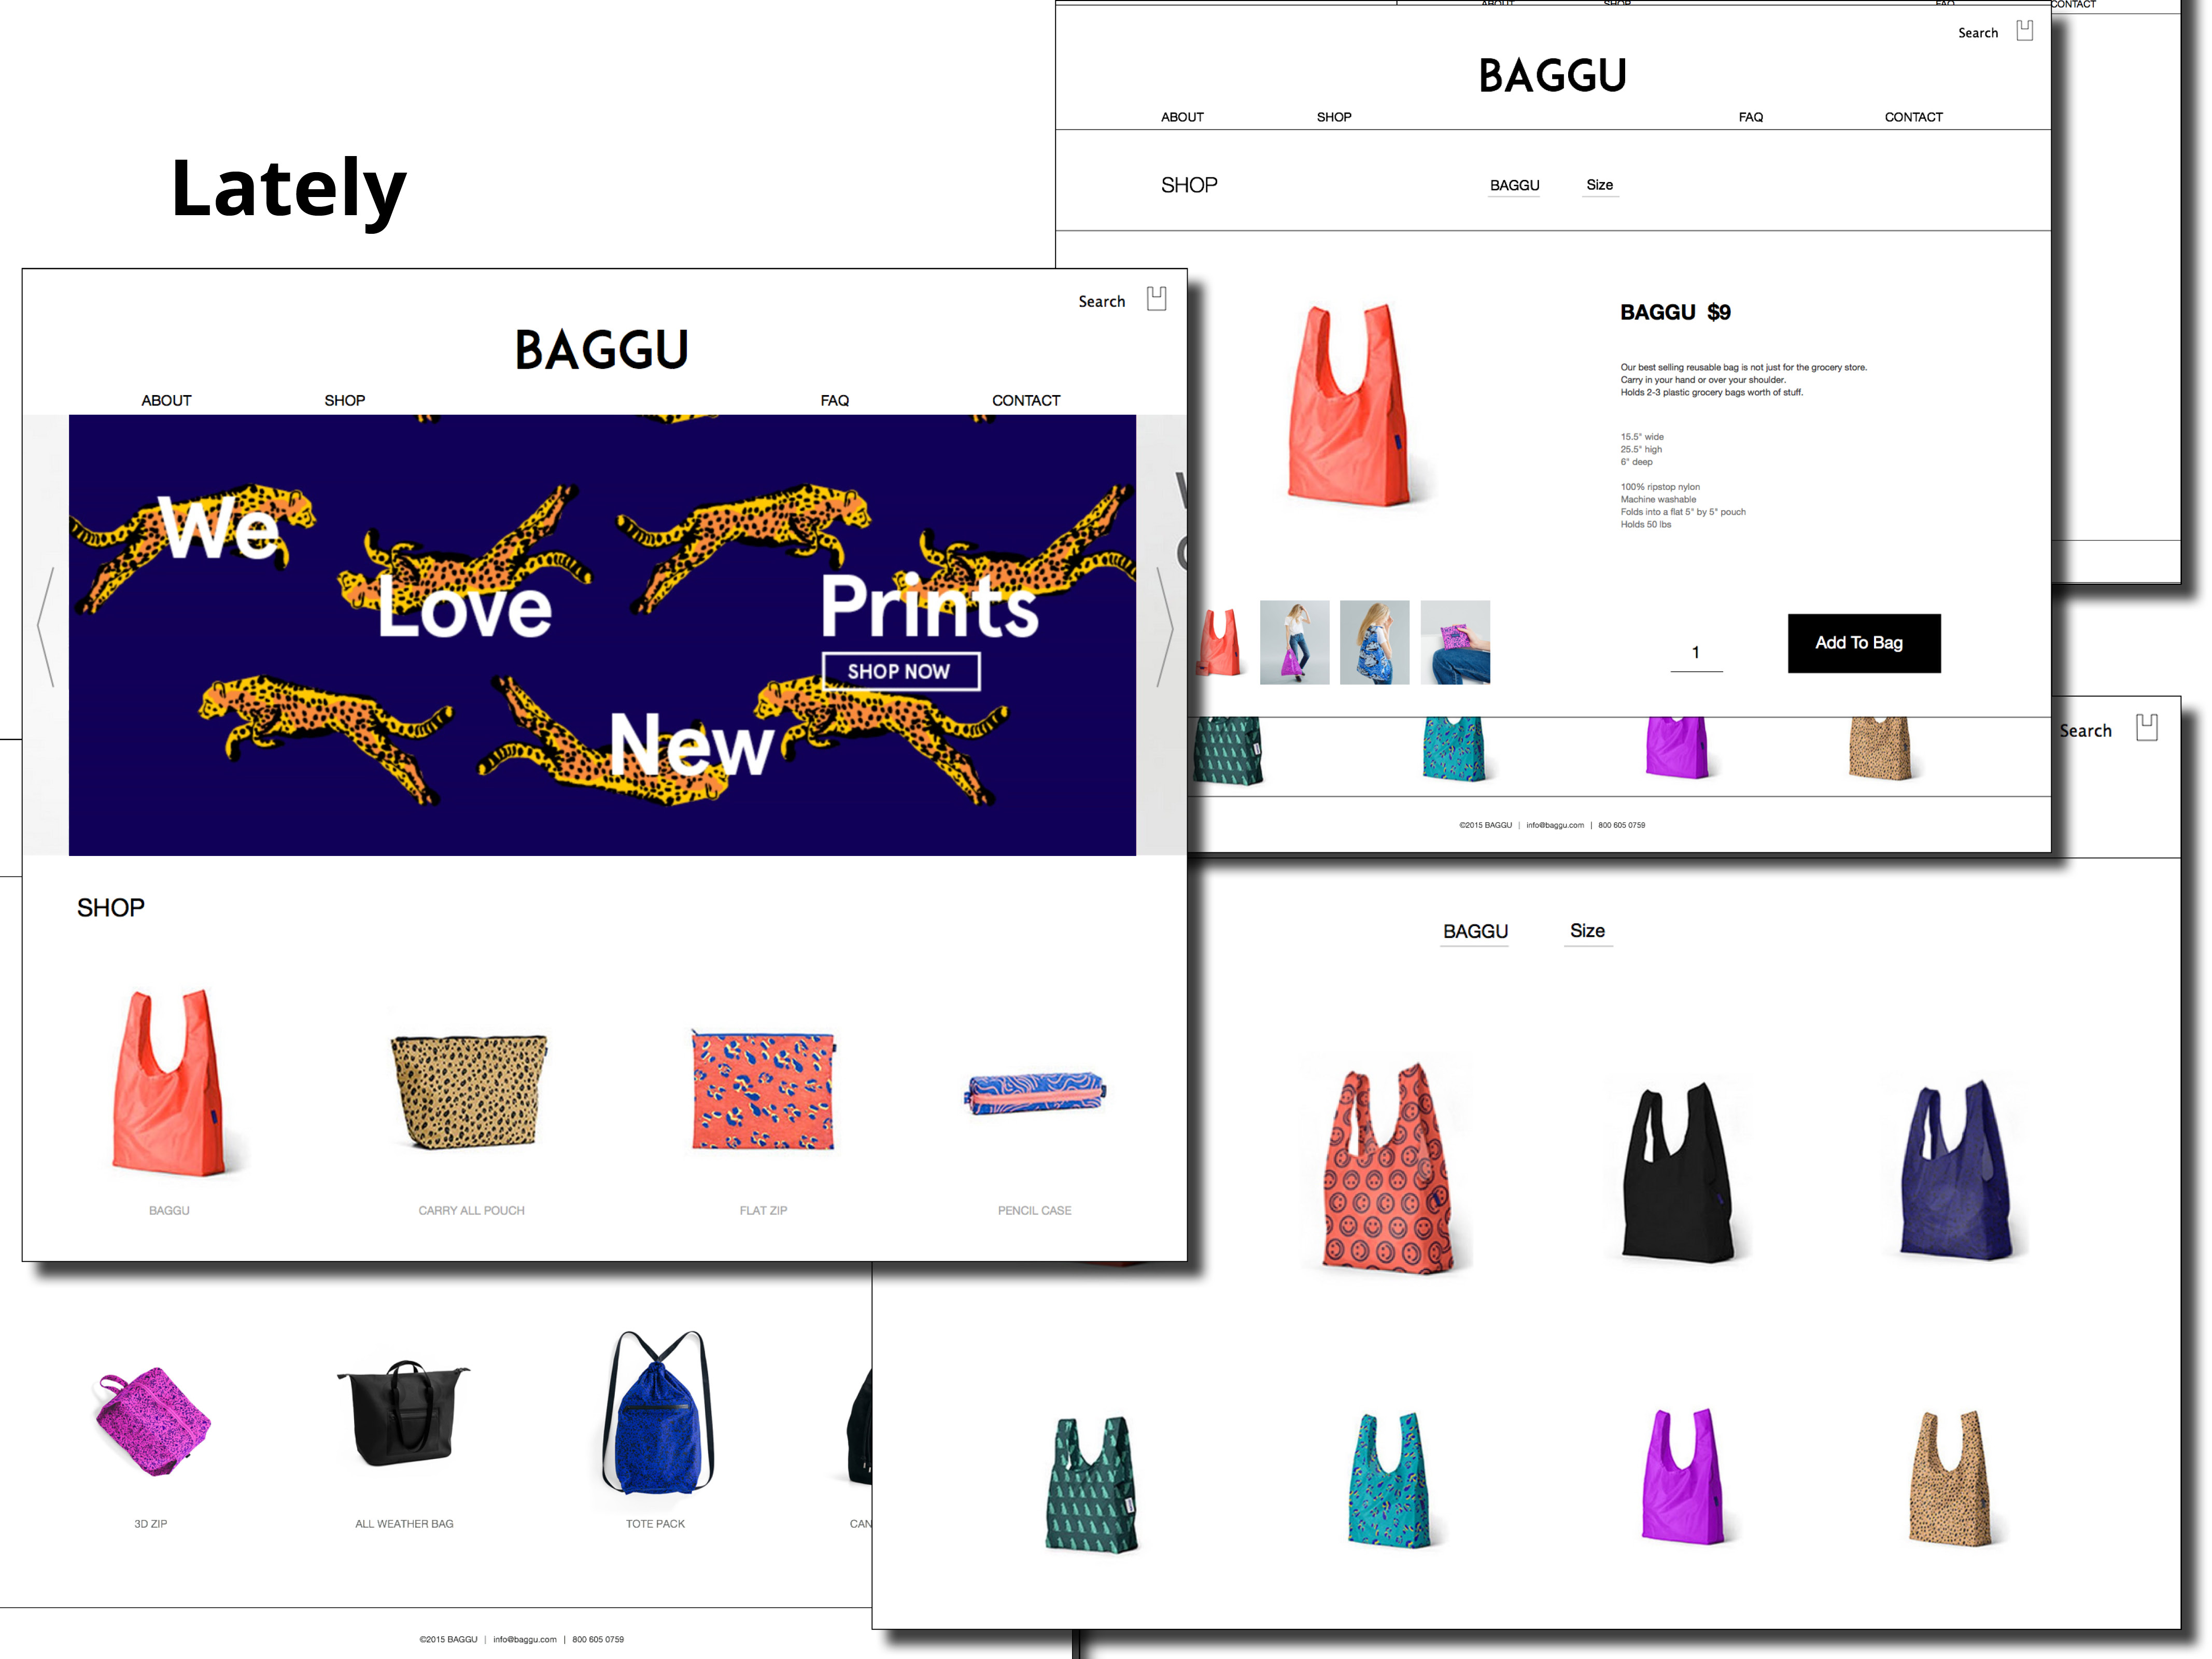 ABOUT
SHOP
FAQ
CONTACT
Search
BAGGU
ABOUT
SHOP
FAQ
CONTACT
SHOP
BAGGU
Size
BAGGU $9
Our best selling reusable bag is not just for the grocery store.
Carry in your hand or over your shoulder.
Holds 2-3 plastic grocery bags worth of stuff.
15.5" wide
25.5" high
6" deep
100% ripstop nylon
Machine washable
Folds into a flat 5" by 5" pouch
Holds 50 lbs
1
Add To Bag
©2015 BAGGU | info@baggu.com | 800 605 0759
Lately
Search
BAGGU
ABOUT
SHOP
FAQ
CONTACT
We
Love
Prints
SHOP NOW
New
SHOP
BAGGU
CARRY ALL POUCH
FLAT ZIP
PENCIL CASE
Search
BAGGU
Size
3D ZIP
ALL WEATHER BAG
TOTE PACK
CAN
©2015 BAGGU | info@baggu.com | 800 605 0759